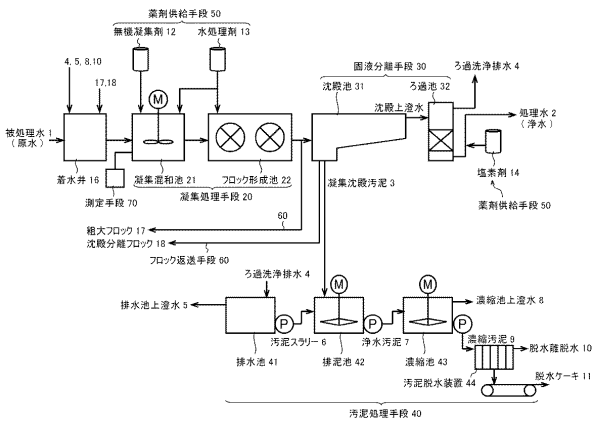 薬剤供給手段 50
無機凝集剤 12
水処理剤 13
固液分離手段 30
ろ過洗浄排水 4
4, 5, 8, 10
17, 18
沈殿池 31
ろ過池 32
M
沈殿上澄水
処理水 2
(浄水)
被処理水 1
(原水)
塩素剤 14
着水井 16
凝集混和池 21
フロック形成池 22
凝集沈殿汚泥 3
測定手段 70
凝集処理手段 20
薬剤供給手段 50
60
粗大フロック 17
沈殿分離フロック 18
フロック返送手段 60
ろ過洗浄排水 4
M
M
排水池上澄水 5
濃縮池上澄水 8
P
P
P
汚泥スラリー 6
浄水汚泥 7
濃縮汚泥 9
脱水離脱水 10
排水池 41
排泥池 42
濃縮池 43
汚泥脱水装置 44
脱水ケーキ 11
汚泥処理手段 40